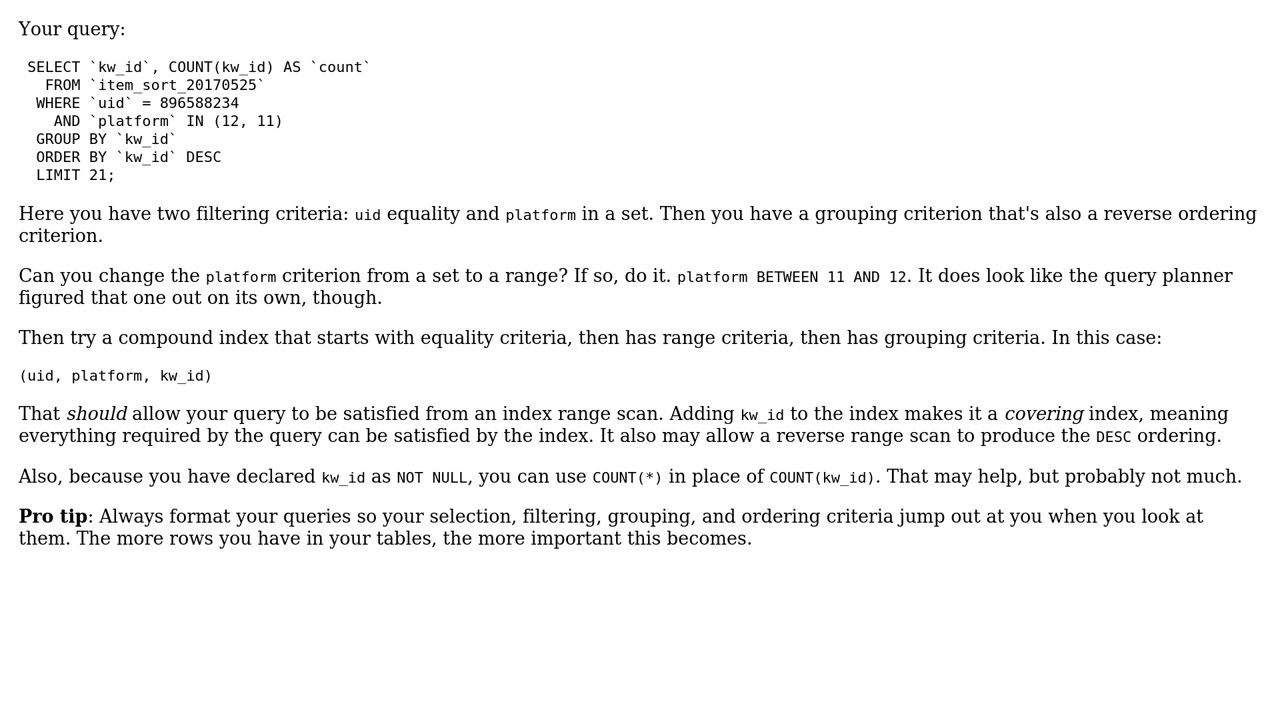 Your query:
SELECT `kw_id`, COUNT(kw_id) AS `count`
FROM `item_sort_20170525`
WHERE `uid` = 896588234
AND `platform` IN (12, 11)
GROUP BY `kw_id`
ORDER BY `kw_id` DESC
LIMIT 21;
Here you have two filtering criteria: uid equality and platform in a set. Then you have a grouping criterion that's also a reverse ordering
criterion.
Can you change the platform criterion from a set to a range? If so, do it. platform BETWEEN 11 AND 12. It does look like the query planner
figured that one out on its own, though.
Then try a compound index that starts with equality criteria, then has range criteria, then has grouping criteria. In this case:
(uid, platform, kw_id)
That should allow your query to be satisfied from an index range scan. Adding kw_id to the index makes it a covering index, meaning
everything required by the query can be satisfied by the index. It also may allow a reverse range scan to produce the DESC ordering.
Also, because you have declared kw_id as NOT NULL, you can use COUNT(*) in place of COUNT(kw_id). That may help, but probably not much.
Pro tip: Always format your queries so your selection, filtering, grouping, and ordering criteria jump out at you when you look at
them. The more rows you have in your tables, the more important this becomes.